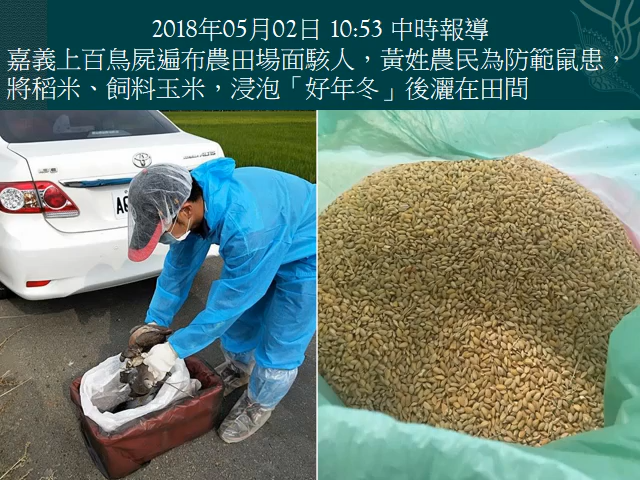 2018年05月02日 10:53 中時報導
嘉義上百鳥屍遍布農田場面駭人，黃姓農民為防範鼠患，
將稻米、飼料玉米，浸泡「好年冬」後灑在田間